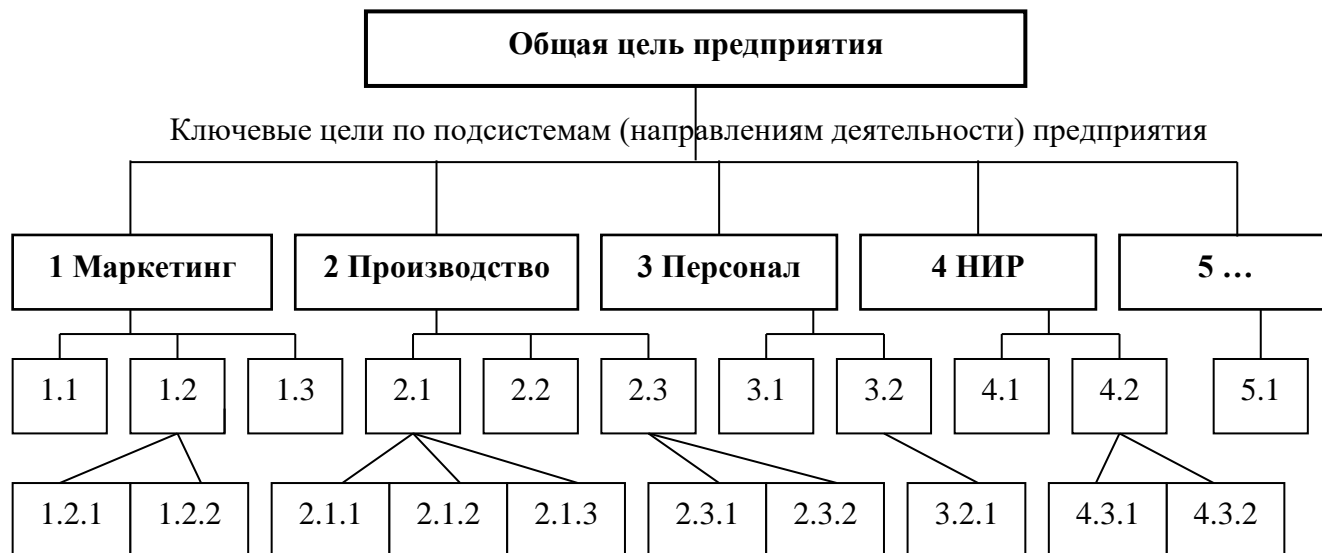 Общая цель предприятия
Ключевые цели по подсистемам (направлениям деятельности) предприятия
1 Маркетинг 2 Производство 3 Персонал 4 НИР 5 …
1.1 1.2 1.3 2.1 2.2 2.3 3.1 3.2 4.1 4.2 5.1
1.2.1 1.2.2 2.1.1 2.1.2 2.1.3 2.3.1 2.3.2 3.2.1 4.3.1 4.3.2